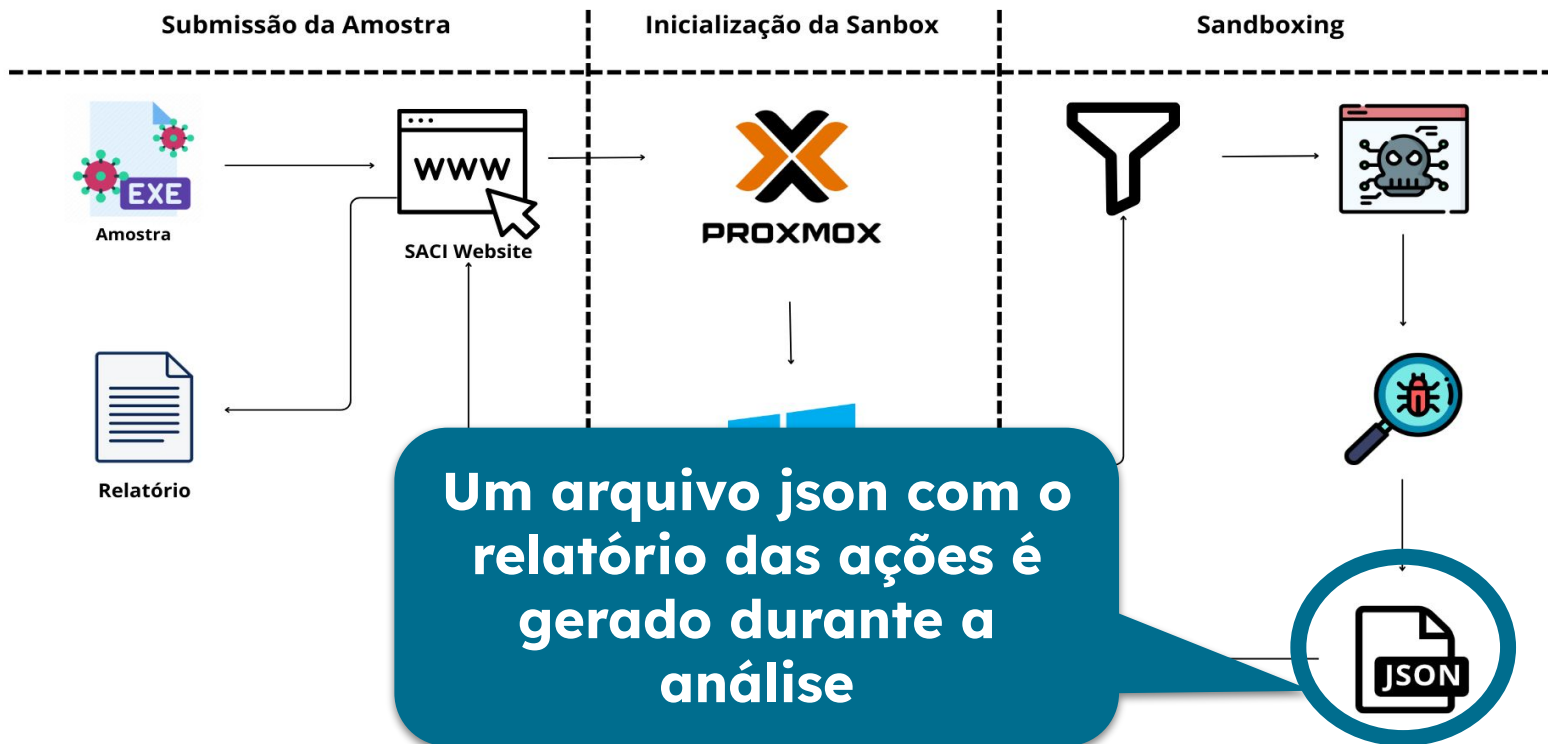 Submissão da Amostra
Inicialização da Sanbox
Sandboxing
EXE
Amostra
WWW
SACI Website
PROXMOX
Relatório
Um arquivo json com o
relatório das ações é
gerado durante a
análise
JSON